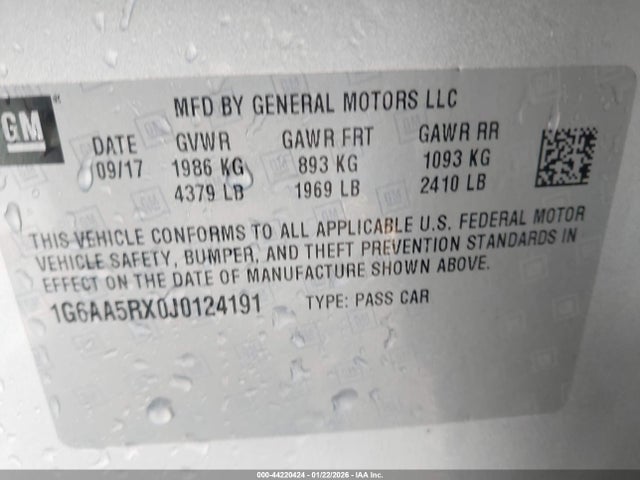 GM
MFD BY GENERAL MOTORS LLC
DATE GVWR GAWR FRT GAWR RR
09/17 1986 KG 893 KG 1093 KG
4379 LB 1969 LB 2410 LB
THIS VEHICLE CONFORMS TO ALL APPLICABLE U.S. FEDERAL MOTOR
VEHICLE SAFETY, BUMPER, AND THEFT PREVENTION STANDARDS IN
EFFECT ON THE DATE OF MANUFACTURE SHOWN ABOVE.
1G6AA5RX0J0124191 TYPE: PASS CAR
000-44220424 - 01/22/2026 - IAA Inc.